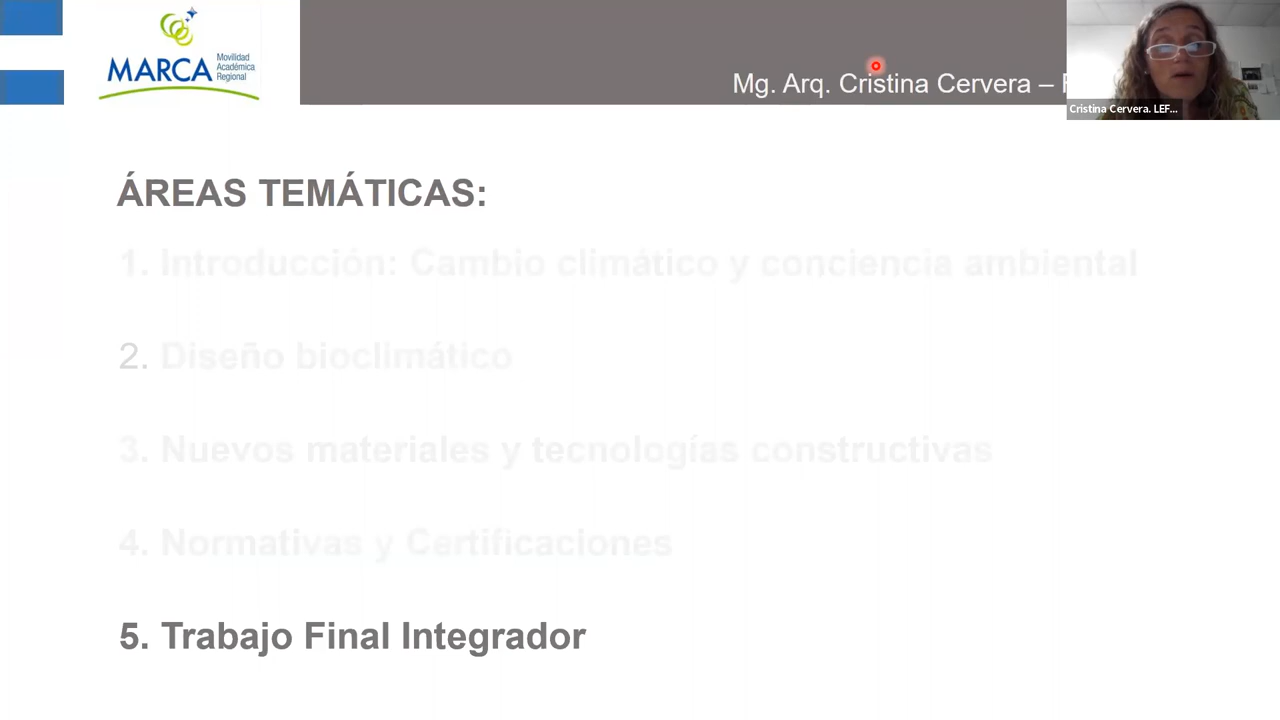 MARCA
Movilidad
Académica
Regional
Mg. Arq. Cristina Cervera –
Cristina Cervera. LEF...
ÁREAS TEMÁTICAS:
1. Introducción: Cambio climático y conciencia ambiental
2. Diseño bioclimático
3. Nuevos materiales y tecnologías constructivas
4. Normativas y Certificaciones
5. Trabajo Final Integrador